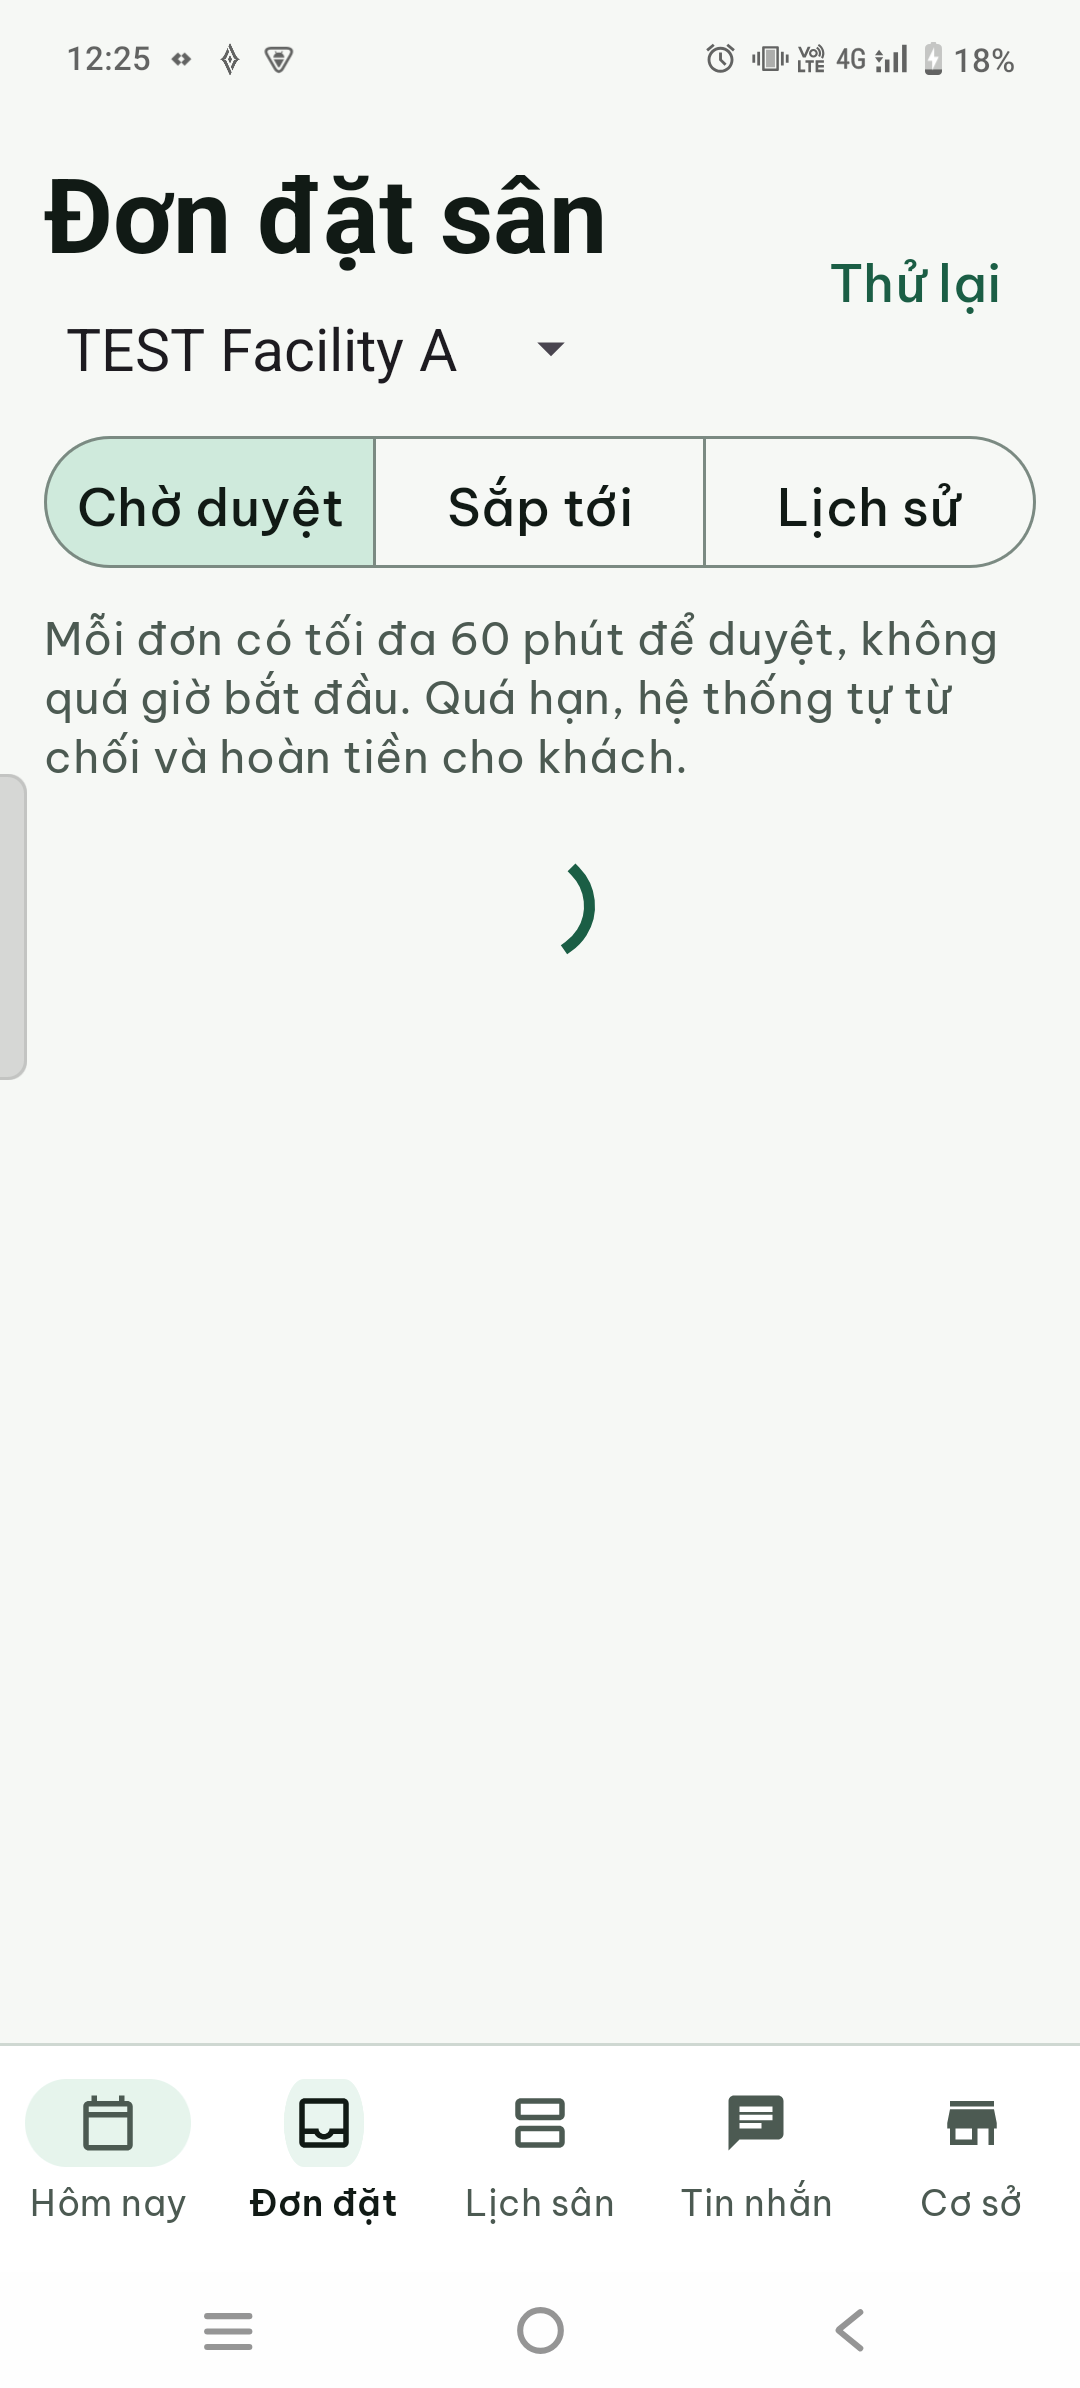 12:25 VoLTE 4G 18%
Đơn đặt sân
Thử lại
TEST Facility A
Chờ duyệt Sắp tới Lịch sử
Mỗi đơn có tối đa 60 phút để duyệt, không
quá giờ bắt đầu. Quá hạn, hệ thống tự từ
chối và hoàn tiền cho khách.
Hôm nay Đơn đặt Lịch sân Tin nhắn Cơ sở